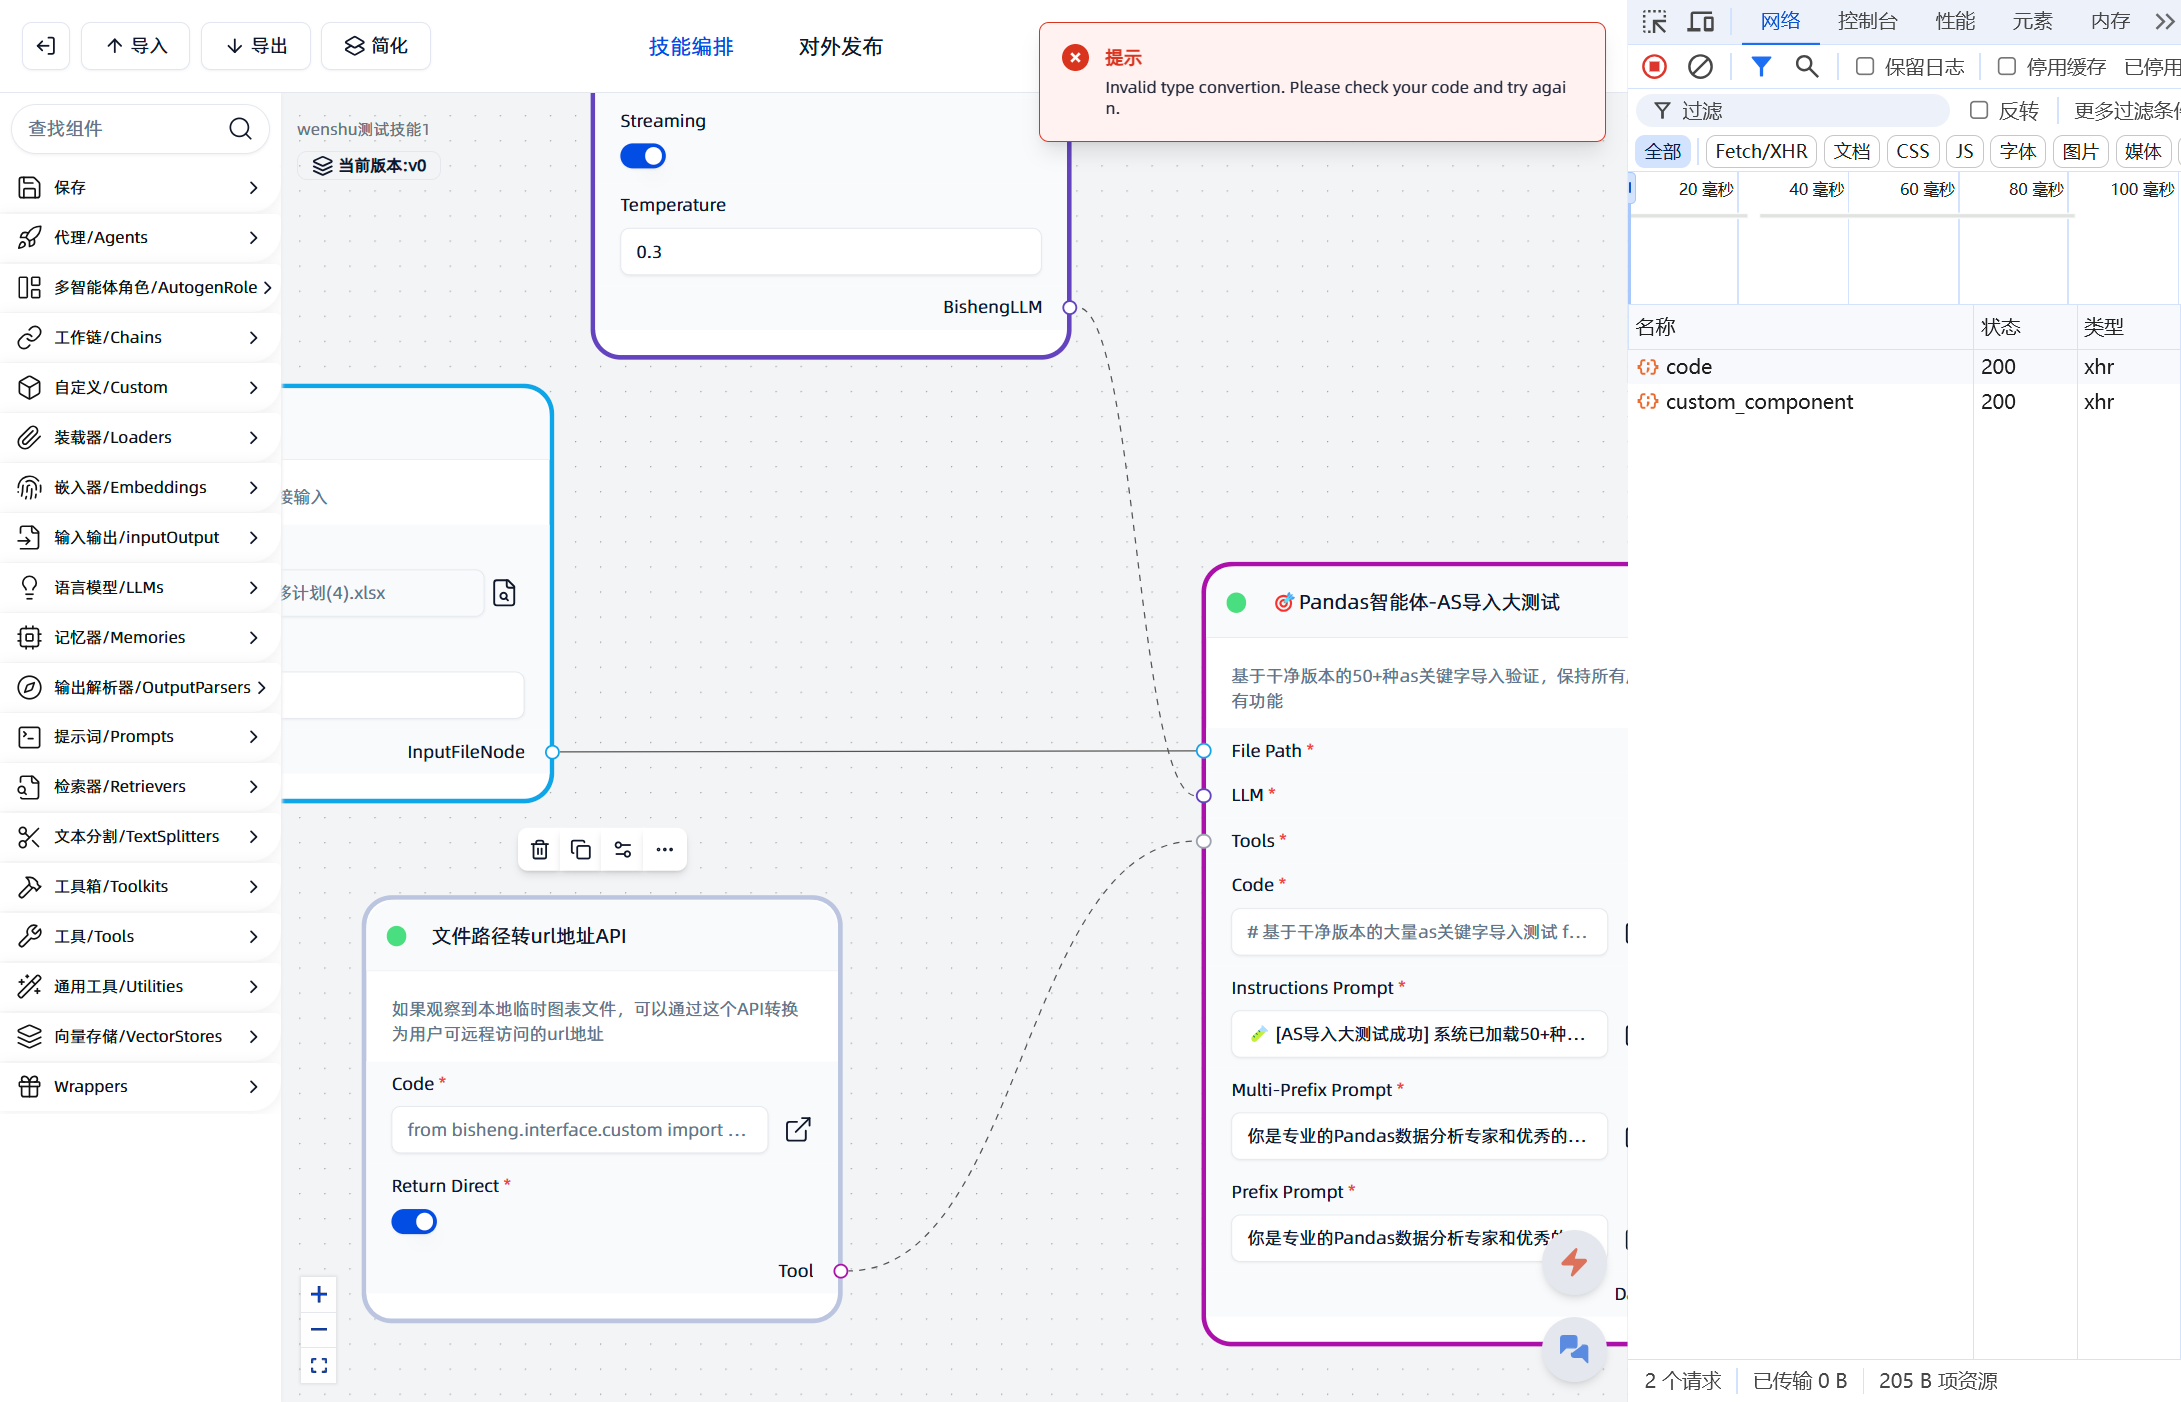 导入
导出
简化
技能编排
对外发布
提示
Invalid type convertion. Please check your code and try agai
n.
查找组件
保存
代理/Agents
多智能体角色/AutogenRole
工作链/Chains
自定义/Custom
装载器/Loaders
嵌入器/Embeddings
输入输出/inputOutput
语言模型/LLMs
记忆器/Memories
输出解析器/OutputParsers
提示词/Prompts
检索器/Retrievers
文本分割/TextSplitters
工具箱/Toolkits
工具/Tools
通用工具/Utilities
向量存储/VectorStores
Wrappers
wenshu测试技能1
当前版本:v0
Streaming
Temperature
0.3
BishengLLM
接输入
移计划(4).xlsx
InputFileNode
文件路径转url地址API
如果观察到本地临时图表文件，可以通过这个API转换
为用户可远程访问的url地址
Code *
from bisheng.interface.custom import ...
Return Direct *
Tool
Pandas智能体-AS导入大测试
基于干净版本的50+种as关键字导入验证，保持所有
有功能
File Path *
LLM *
Tools *
Code *
# 基于干净版本的大量as关键字导入测试 f...
Instructions Prompt *
[AS导入大测试成功] 系统已加载50+种...
Multi-Prefix Prompt *
你是专业的Pandas数据分析专家和优秀的...
Prefix Prompt *
你是专业的Pandas数据分析专家和优秀的
网络
控制台
性能
元素
内存
保留日志
停用缓存
已停用
过滤
反转
更多过滤条件
全部
Fetch/XHR
文档
CSS
JS
字体
图片
媒体
20 毫秒
40 毫秒
60 毫秒
80 毫秒
100 毫秒
名称 状态 类型
code 200 xhr
custom_component 200 xhr
2 个请求
已传输 0 B
205 B 项资源